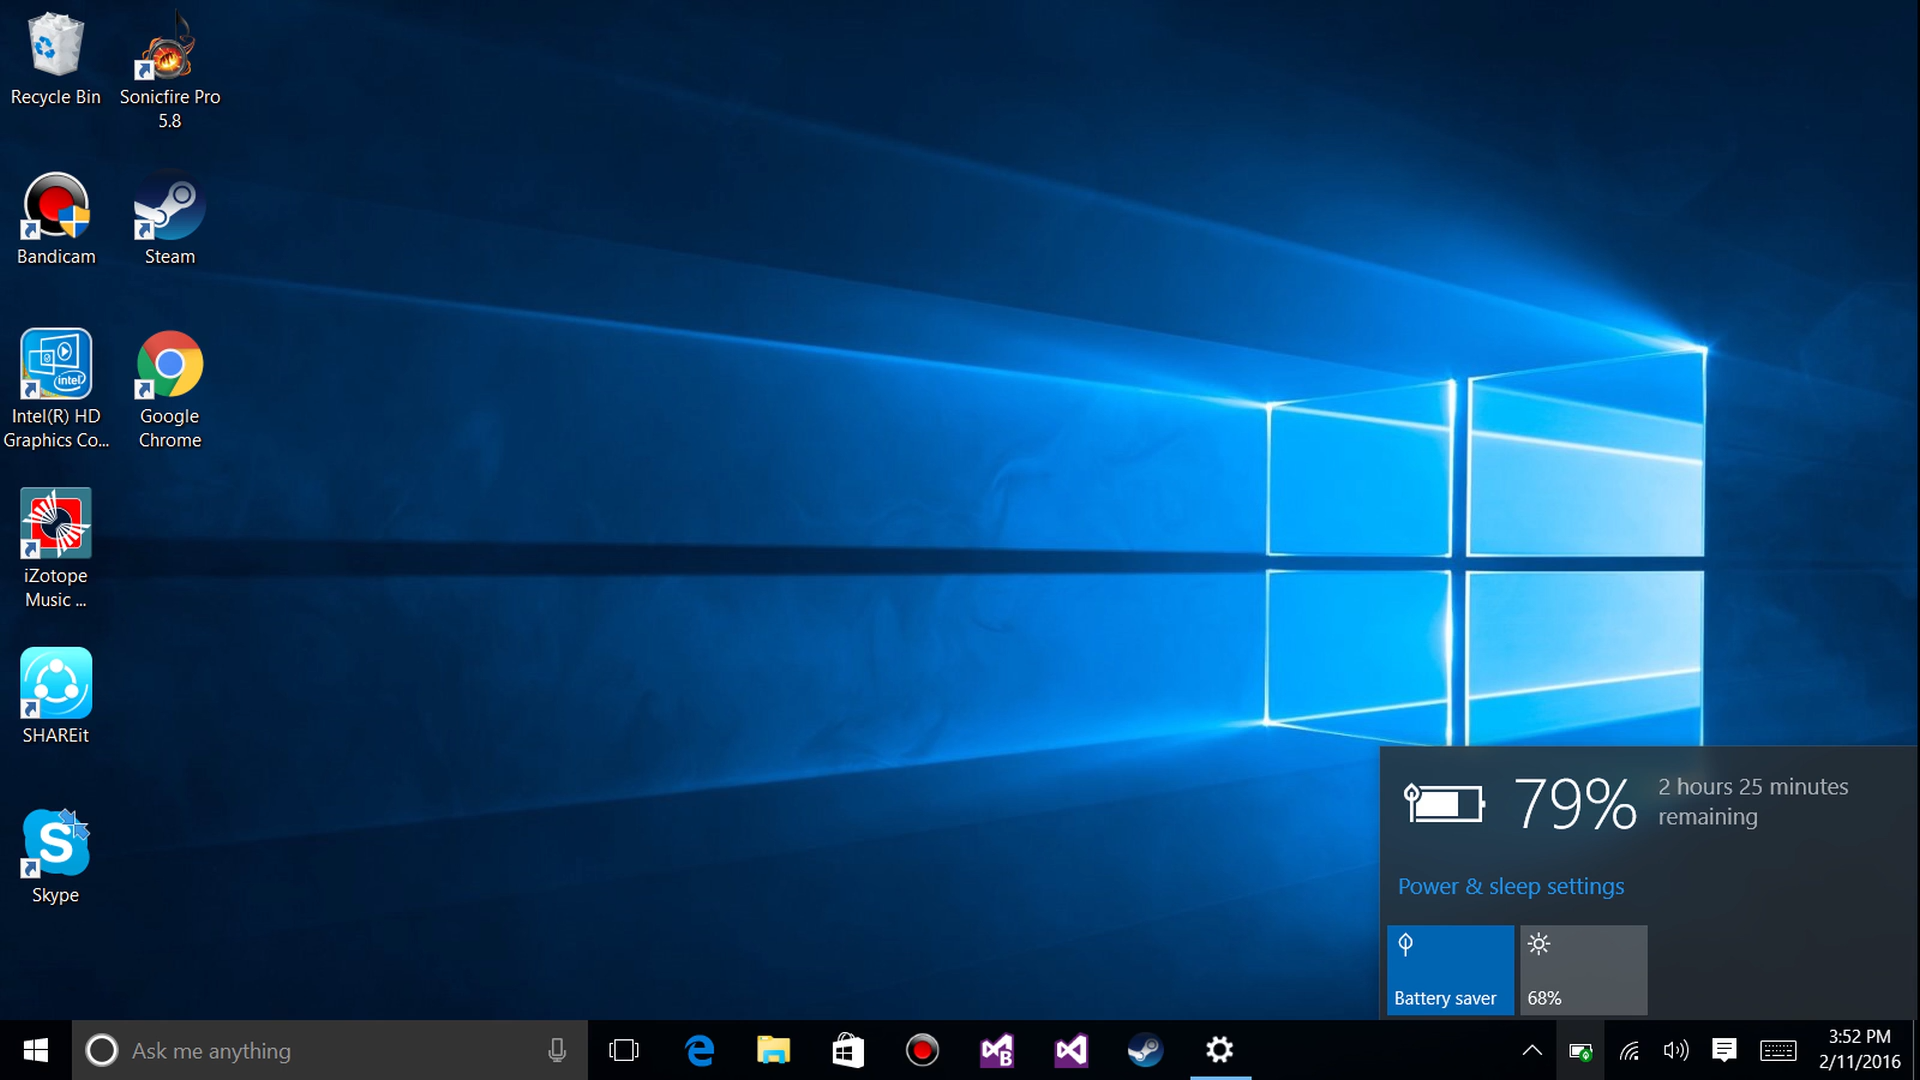 Recycle Bin
Sonicfire Pro
5.8
Bandicam
Steam
intel
Intel(R) HD
Graphics Co...
Google
Chrome
iZotope
Music ...
SHAREit
S
Skype
79%
2 hours 25 minutes
remaining
Power & sleep settings
Battery saver
68%
Ask me anything
B
3:52 PM
2/11/2016